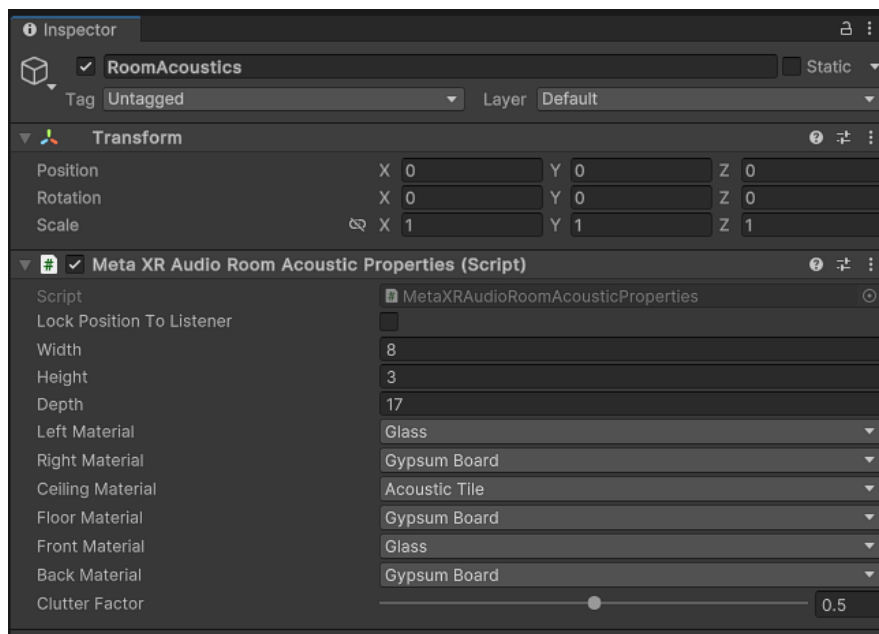 Inspector
RoomAcoustics Static
Tag Untagged Layer Default
Transform
Position X 0 Y 0 Z 0
Rotation X 0 Y 0 Z 0
Scale X 1 Y 1 Z 1
# Meta XR Audio Room Acoustic Properties (Script)
Script # MetaXRAudioRoomAcousticProperties
Lock Position To Listener
Width 8
Height 3
Depth 17
Left Material Glass
Right Material Gypsum Board
Ceiling Material Acoustic Tile
Floor Material Gypsum Board
Front Material Glass
Back Material Gypsum Board
Clutter Factor 0.5